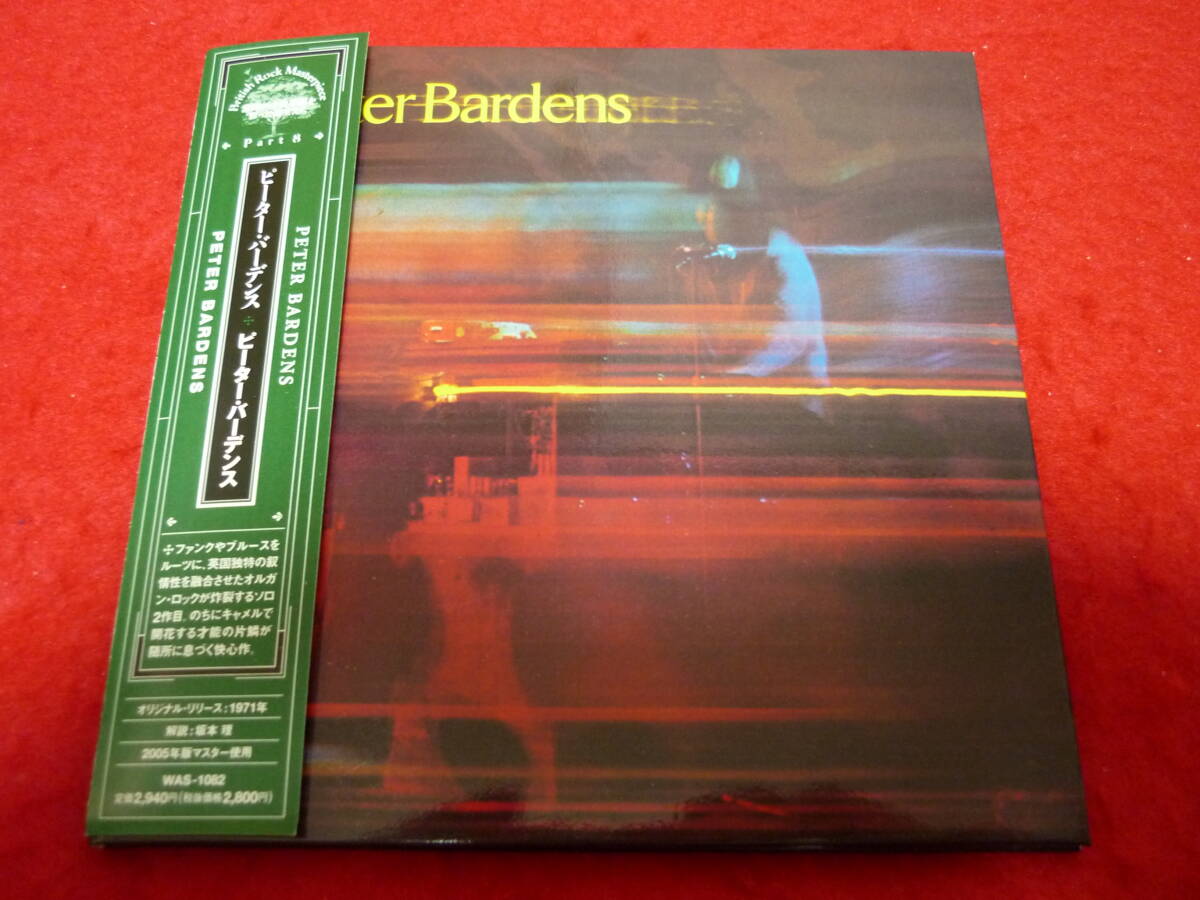 British Rock Masterpiece
Part 8
ピーター・バーデンス ÷ ピーター・バーデンス
PETER BARDENS
PETER BARDENS
÷ファンクやブルースを
ルーツに、英国独特の叙
情性を融合させたオルガ
ン・ロックが炸裂するソロ
2作目。のちにキャメルで
開花する才能の片鱗が
随所に息づく快心作。
オリジナル・リリース:1971年
解説:坂本 理
2005年版マスター使用
WAS-1082
定価2,940円(税抜価格2,800円)
ter Bardens